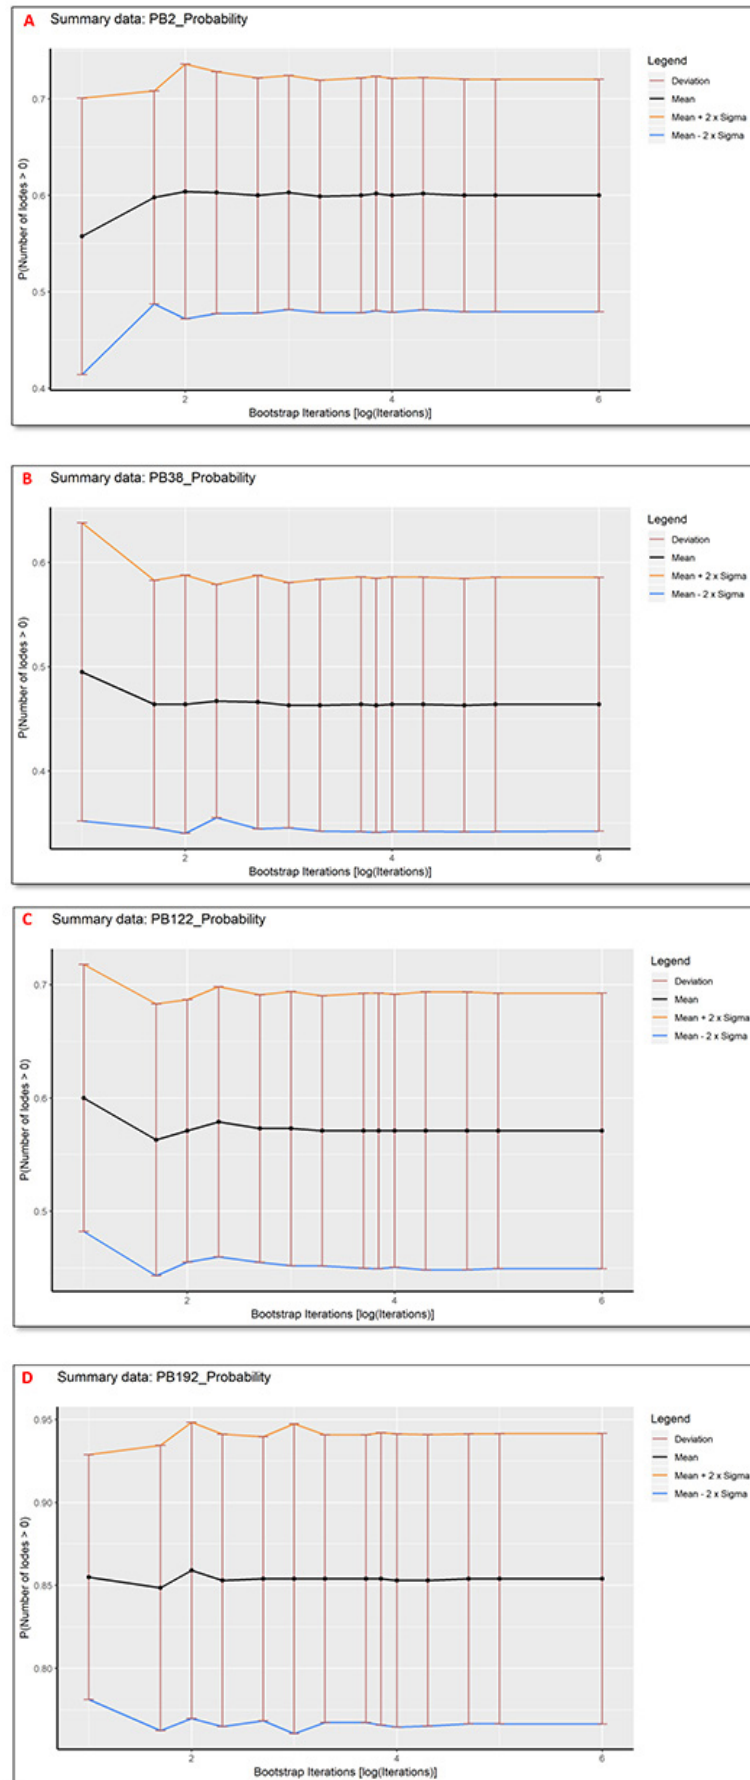 A Summary data: PB2_Probability
P(Number of lodes > 0)
0.7
0.6
0.5
0.4
2 4 6
Bootstrap Iterations [log(Iterations)]
Legend
Deviation
Mean
Mean + 2 x Sigma
Mean - 2 x Sigma
B Summary data: PB38_Probability
P(Number of lodes > 0)
0.6
0.5
0.4
2 4 6
Bootstrap Iterations [log(Iterations)]
Legend
Deviation
Mean
Mean + 2 x Sigma
Mean - 2 x Sigma
C Summary data: PB122_Probability
P(Number of lodes > 0)
0.7
0.6
0.5
2 4 6
Bootstrap Iterations [log(Iterations)]
Legend
Deviation
Mean
Mean + 2 x Sigma
Mean - 2 x Sigma
D Summary data: PB192_Probability
P(Number of lodes > 0)
0.95
0.90
0.85
0.80
2 4 6
Bootstrap Iterations [log(Iterations)]
Legend
Deviation
Mean
Mean + 2 x Sigma
Mean - 2 x Sigma